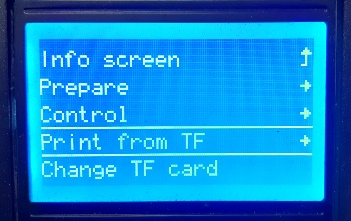 Info screen
Prepare
Control
Print from TF
Change TF card